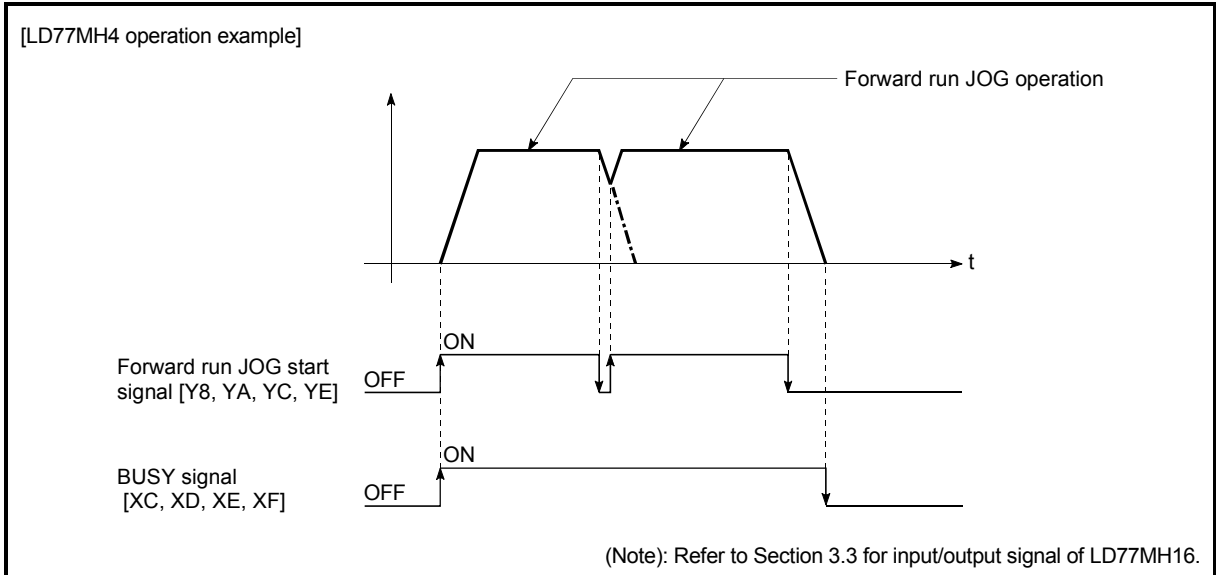 [LD77MH4 operation example]
Forward run JOG operation
t
ON
Forward run JOG start
signal [Y8, YA, YC, YE]
OFF
ON
BUSY signal
[XC, XD, XE, XF]
OFF
(Note): Refer to Section 3.3 for input/output signal of LD77MH16.